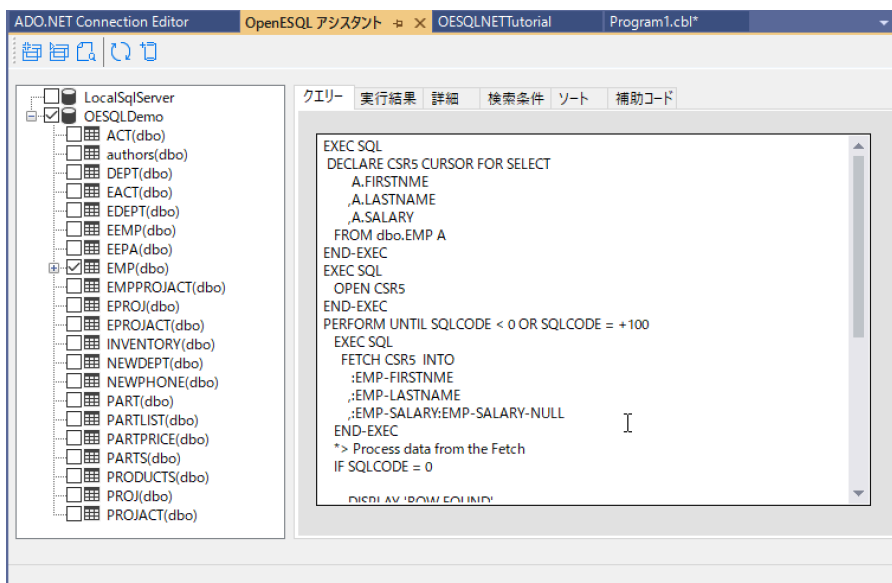 ADO.NET Connection Editor
OpenESQL アシスタント
OESQLNETTutorial
Program1.cbl*
LocalSqlServer
OESQLDemo
ACT(dbo)
authors(dbo)
DEPT(dbo)
EACT(dbo)
EDEPT(dbo)
EEMP(dbo)
EEPA(dbo)
EMP(dbo)
EMPPROJACT(dbo)
EPROJ(dbo)
EPROJACT(dbo)
INVENTORY(dbo)
NEWDEPT(dbo)
NEWPHONE(dbo)
PART(dbo)
PARTLIST(dbo)
PARTPRICE(dbo)
PARTS(dbo)
PRODUCTS(dbo)
PROJ(dbo)
PROJACT(dbo)
クエリー 実行結果 詳細 検索条件 ソート 補助コード
EXEC SQL
DECLARE CSR5 CURSOR FOR SELECT
A.FIRSTNME
,A.LASTNAME
,A.SALARY
FROM dbo.EMP A
END-EXEC
EXEC SQL
OPEN CSR5
END-EXEC
PERFORM UNTIL SQLCODE < 0 OR SQLCODE = +100
EXEC SQL
FETCH CSR5 INTO
:EMP-FIRSTNME
,:EMP-LASTNAME
,:EMP-SALARY:EMP-SALARY-NULL
END-EXEC
*> Process data from the Fetch
IF SQLCODE = 0
DISPLAY 'ROW FOUND'